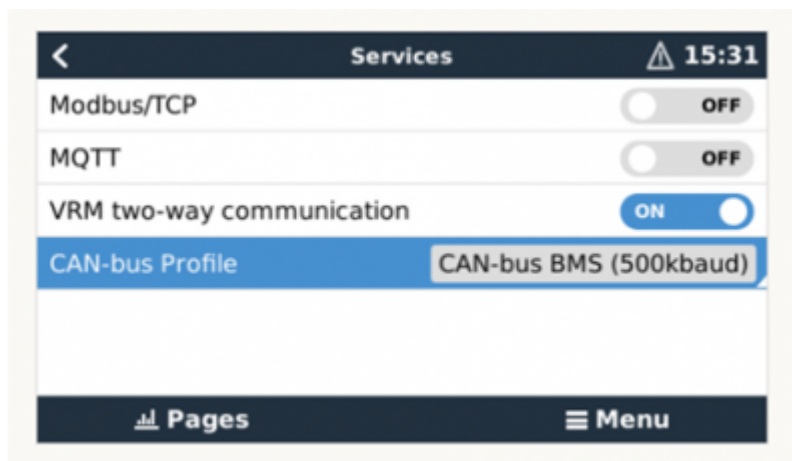 Services 15:31
Modbus/TCP OFF
MQTT OFF
VRM two-way communication ON
CAN-bus Profile CAN-bus BMS (500kbaud)
Pages Menu